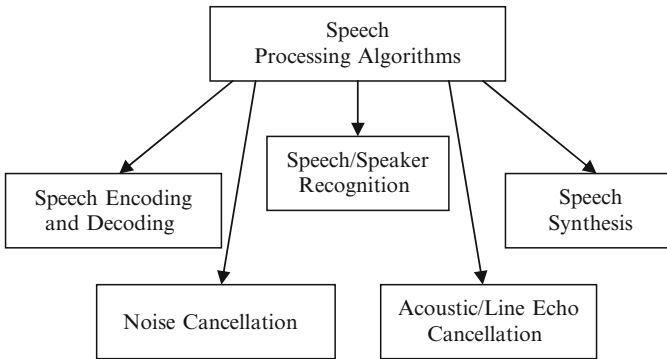 Speech
Processing Algorithms
Speech/Speaker
Recognition
Speech Encoding
and Decoding
Speech
Synthesis
Noise Cancellation
Acoustic/Line Echo
Cancellation